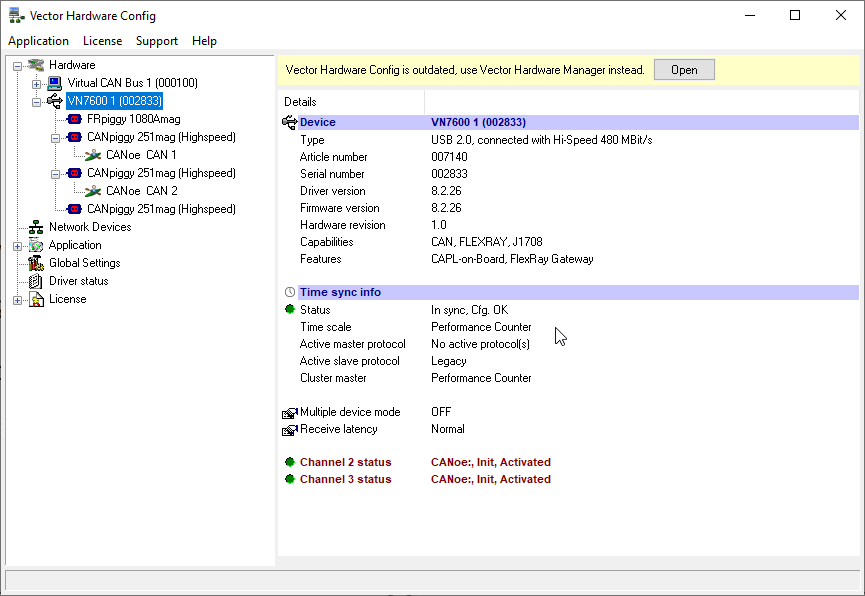 Vector Hardware Config
Application License Support Help
Hardware
Virtual CAN Bus 1 (000100)
VN7600 1 (002833)
FRpiggy 1080Amag
CANpiggy 251mag (Highspeed)
CANoe CAN 1
CANpiggy 251mag (Highspeed)
CANoe CAN 2
CANpiggy 251mag (Highspeed)
Network Devices
Application
Global Settings
Driver status
License
Vector Hardware Config is outdated, use Vector Hardware Manager instead. Open
Details
Device VN7600 1 (002833)
Type USB 2.0, connected with Hi-Speed 480 MBit/s
Article number 007140
Serial number 002833
Driver version 8.2.26
Firmware version 8.2.26
Hardware revision 1.0
Capabilities CAN, FLEXRAY, J1708
Features CAPL-on-Board, FlexRay Gateway
Time sync info
Status In sync, Cfg. OK
Time scale Performance Counter
Active master protocol No active protocol(s)
Active slave protocol Legacy
Cluster master Performance Counter
Multiple device mode OFF
Receive latency Normal
Channel 2 status CANoe:, Init, Activated
Channel 3 status CANoe:, Init, Activated